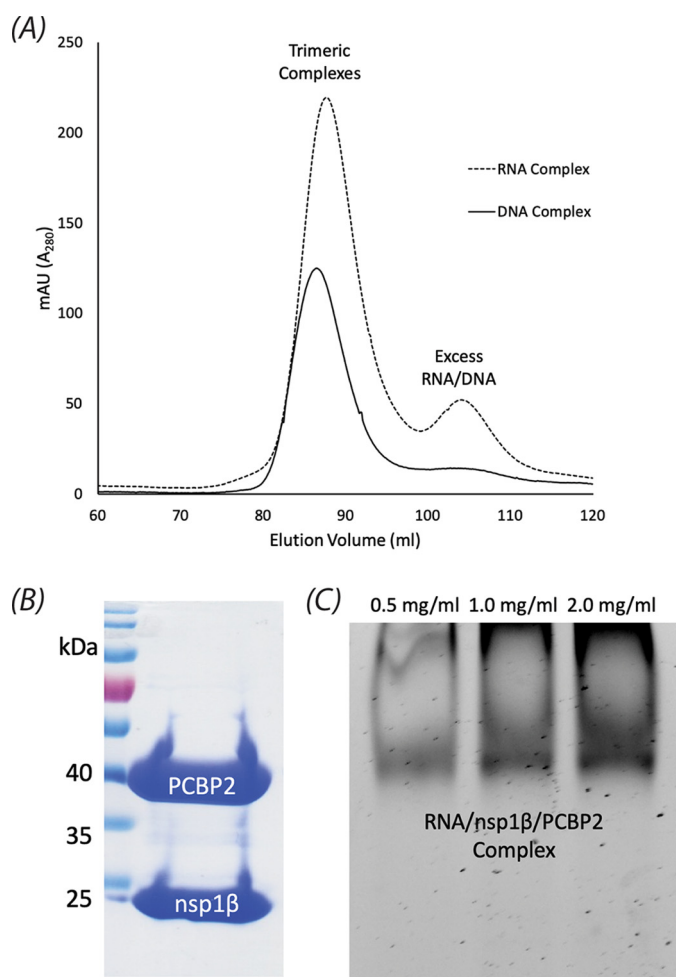 (A)
250
200
150
100
50
0
mAU (A280)
60 70 80 90 100 110 120
Elution Volume (ml)
Trimeric
Complexes
RNA Complex
DNA Complex
Excess
RNA/DNA
(B)
kDa
40
35
25
PCBP2
nsp1β
(C)
0.5 mg/ml 1.0 mg/ml 2.0 mg/ml
RNA/nsp1β/PCBP2
Complex